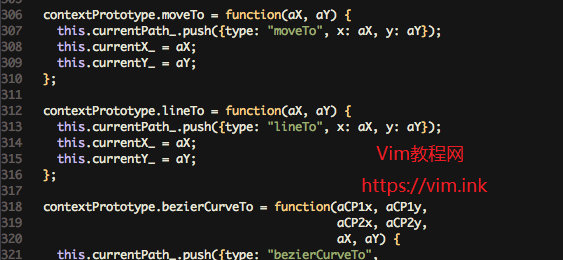 306 contextPrototype.moveTo = function(aX, aY) {
307   this.currentPath_.push({type: "moveTo", x: aX, y: aY});
308   this.currentX_ = aX;
309   this.currentY_ = aY;
310 };
311
312 contextPrototype.lineTo = function(aX, aY) {
313   this.currentPath_.push({type: "lineTo", x: aX, y: aY});
314   this.currentX_ = aX;
315   this.currentY_ = aY;
316 };
Vim教程网
317
https://vim.ink
318 contextPrototype.bezierCurveTo = function(aCP1x, aCP1y,
319                                           aCP2x, aCP2y,
320                                           aX, aY) {
321   this.currentPath_.push({type: "bezierCurveTo",